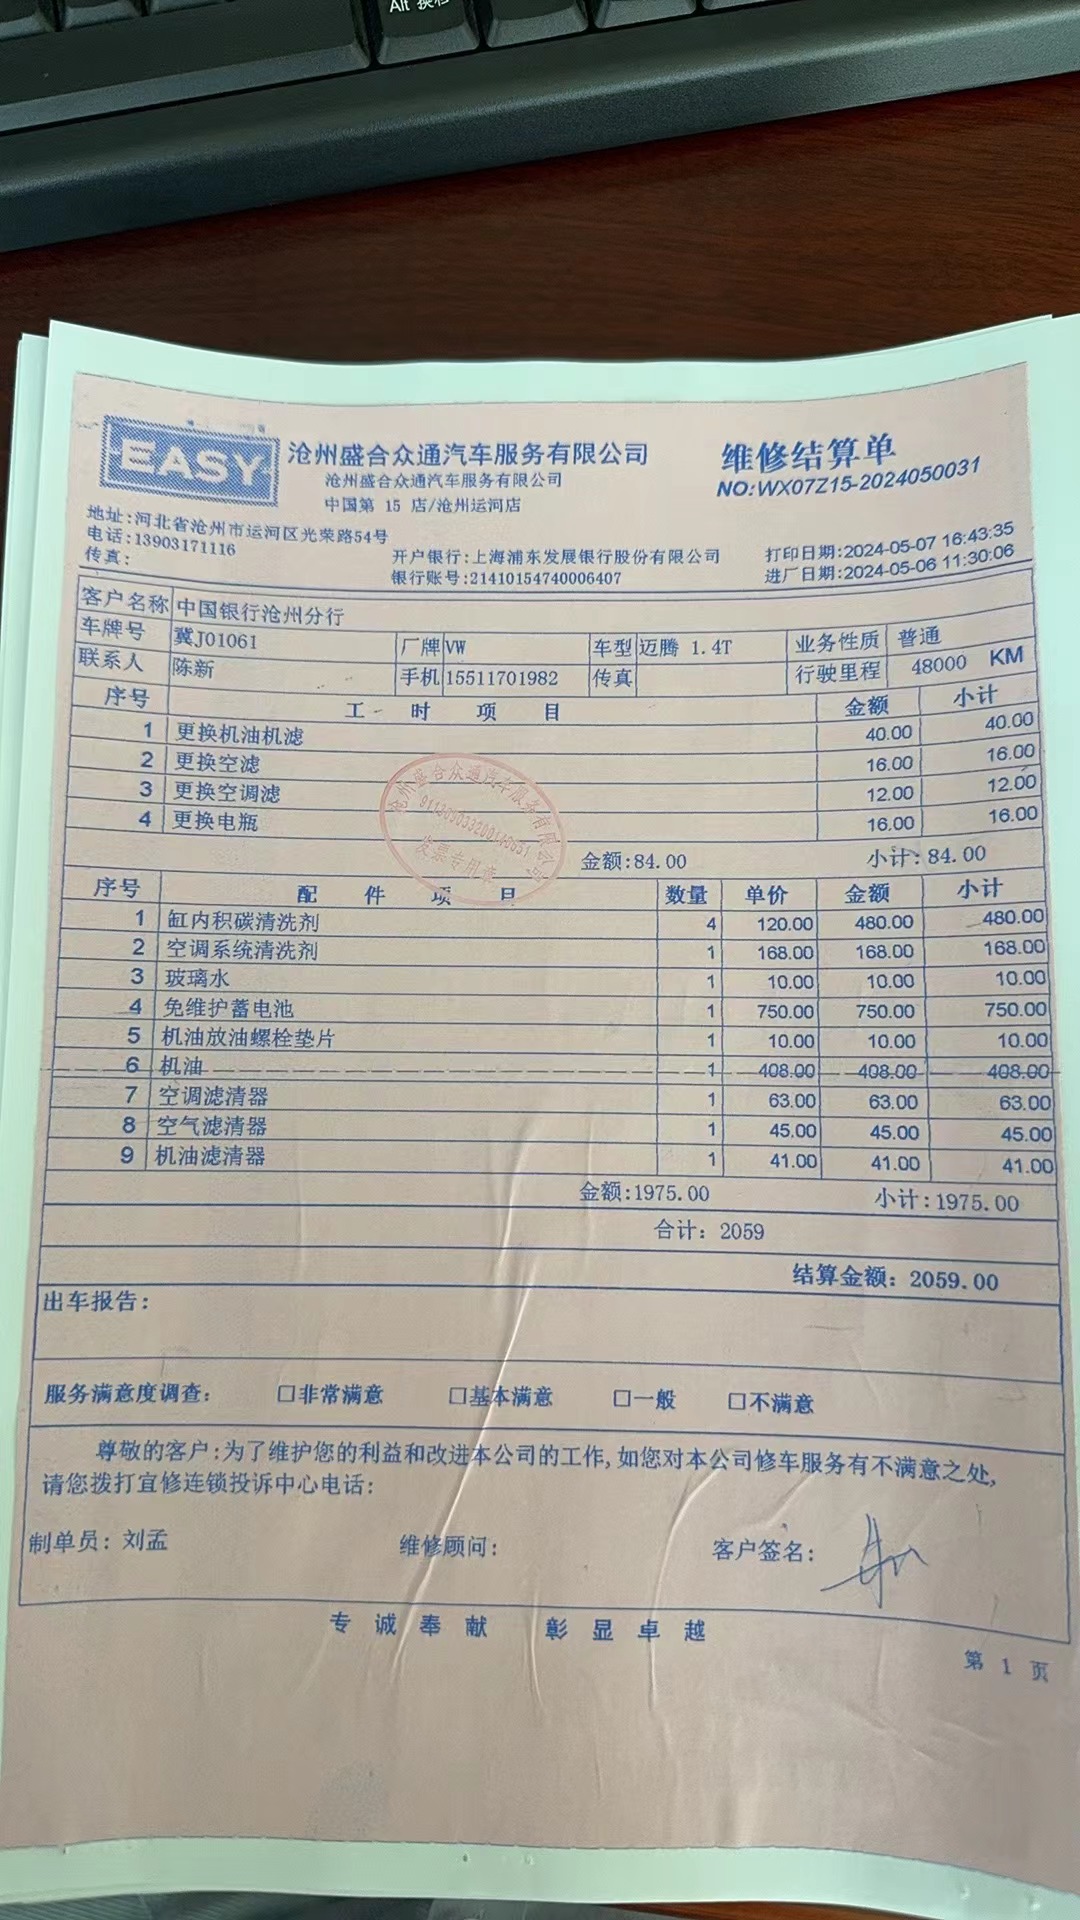 Alt 换档
EASY
沧州盛合众通汽车服务有限公司
沧州盛合众通汽车服务有限公司
中国第 15 店/沧州运河店
维修结算单
NO:WX07Z15-2024050031
地址:河北省沧州市运河区光荣路54号
电话:13903171116
传真:
开户银行:上海浦东发展银行股份有限公司
银行账号:21410154740006407
打印日期:2024-05-07 16:43:35
进厂日期:2024-05-06 11:30:06
客户名称 中国银行沧州分行
车牌号 冀J01061 厂牌 VW 车型 迈腾 1.4T 业务性质 普通
联系人 陈新 手机 15511701982 传真 行驶里程 48000 KM
序号 工 时 项 目 金额 小计
1 更换机油机滤 40.00 40.00
2 更换空滤 16.00 16.00
3 更换空调滤 12.00 12.00
4 更换电瓶 16.00 16.00
金额:84.00 小计:84.00
沧州盛合众通汽车服务有限公司
发票专用章
序号 配 件 项 目 数量 单价 金额 小计
1 缸内积碳清洗剂 4 120.00 480.00 480.00
2 空调系统清洗剂 1 168.00 168.00 168.00
3 玻璃水 1 10.00 10.00 10.00
4 免维护蓄电池 1 750.00 750.00 750.00
5 机油放油螺栓垫片 1 10.00 10.00 10.00
6 机油 1 408.00 408.00 408.00
7 空调滤清器 1 63.00 63.00 63.00
8 空气滤清器 1 45.00 45.00 45.00
9 机油滤清器 1 41.00 41.00 41.00
金额:1975.00 小计:1975.00
合计: 2059
结算金额: 2059.00
出车报告:
服务满意度调查: □非常满意 □基本满意 □一般 □不满意
尊敬的客户:为了维护您的利益和改进本公司的工作,如您对本公司修车服务有不满意之处,
请您拨打宜修连锁投诉中心电话:
制单员: 刘孟 维修顾问: 客户签名:
专 诚 奉 献 彰 显 卓 越
第 1 页